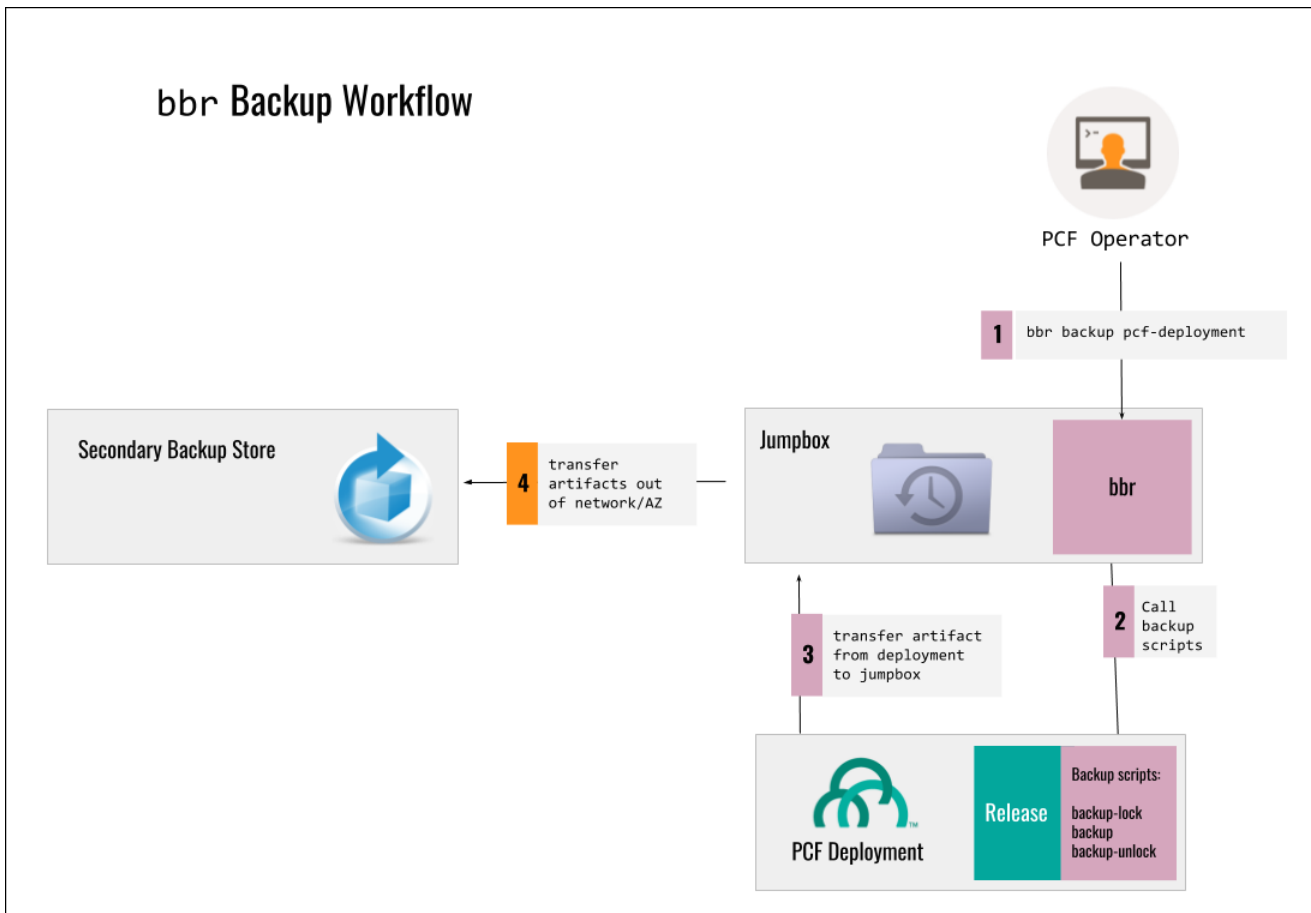 bbr Backup Workflow
>-
PCF Operator
1
bbr backup pcf-deployment
Secondary Backup Store
4
transfer
artifacts out
of network/AZ
Jumpbox
bbr
3
transfer artifact
from deployment
to jumpbox
2
Call
backup
scripts
TM
PCF Deployment
Release
Backup scripts:
backup-lock
backup
backup-unlock